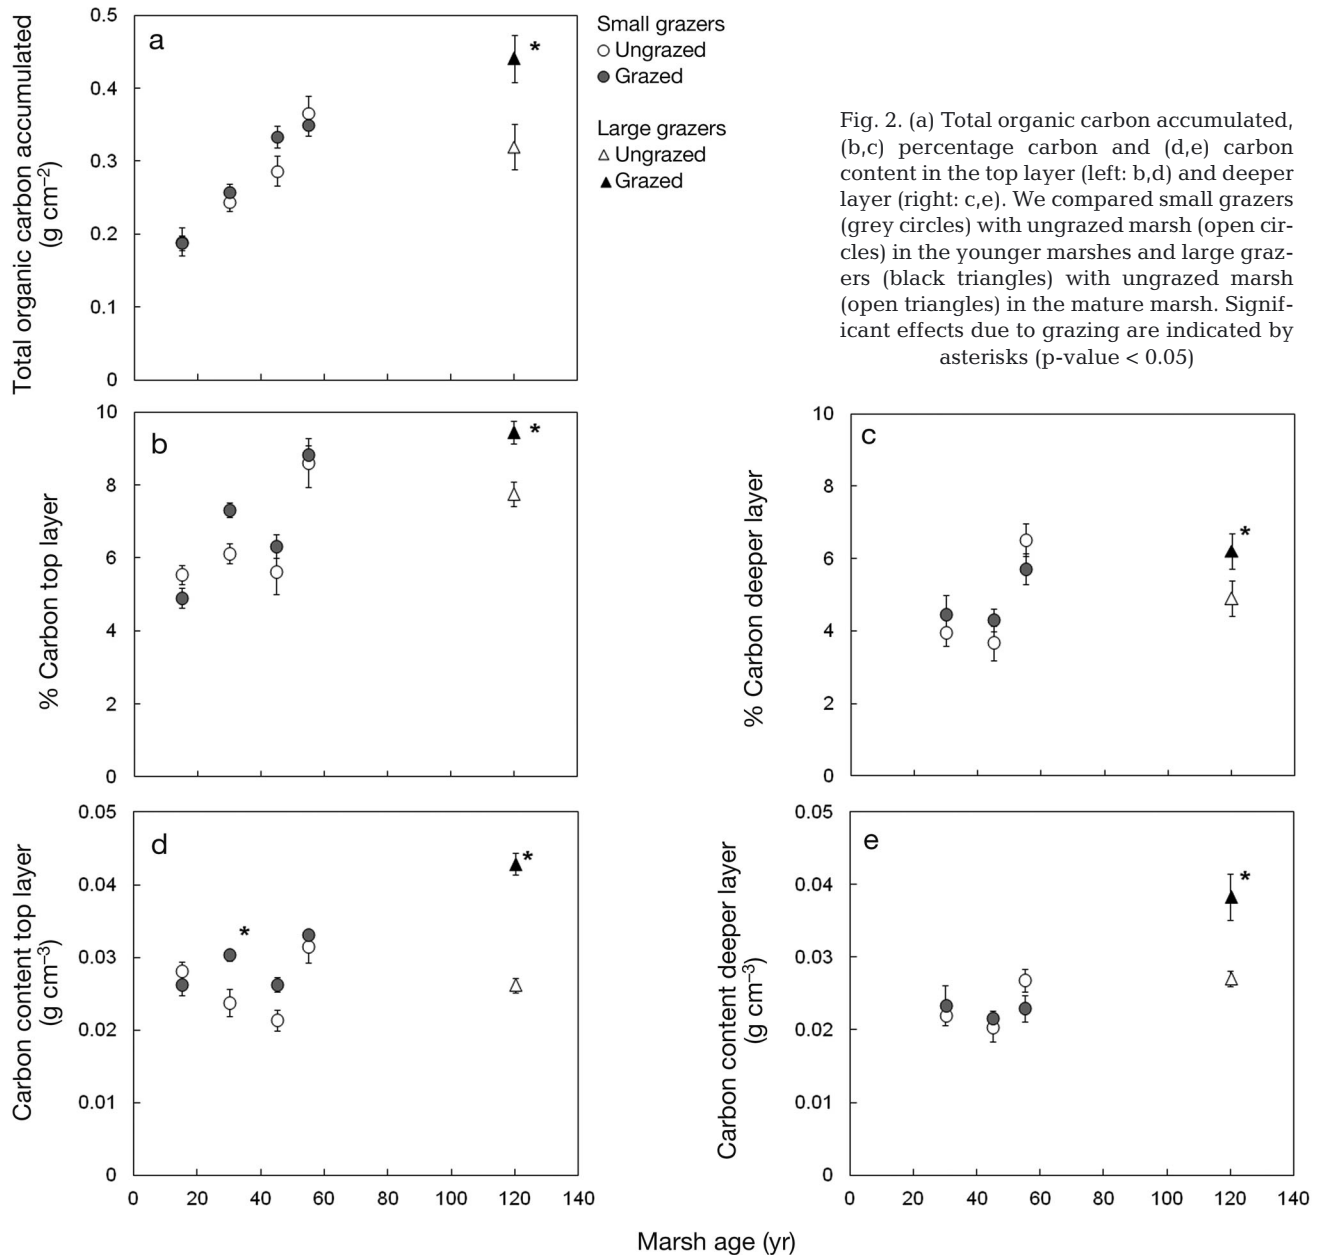 0.5
0.4
0.3
0.2
0.1
0
Total organic carbon accumulated
(g cm⁻²)
a
*
Small grazers
Ungrazed
Grazed
Large grazers
Ungrazed
Grazed
Fig. 2. (a) Total organic carbon accumulated,
(b,c) percentage carbon and (d,e) carbon
content in the top layer (left: b,d) and deeper
layer (right: c,e). We compared small grazers
(grey circles) with ungrazed marsh (open cir-
cles) in the younger marshes and large graz-
ers (black triangles) with ungrazed marsh
(open triangles) in the mature marsh. Signif-
icant effects due to grazing are indicated by
asterisks (p-value < 0.05)
10
8
6
4
2
0
% Carbon top layer
b
*
10
8
6
4
2
0
% Carbon deeper layer
c
*
0.05
0.04
0.03
0.02
0.01
0
Carbon content top layer
(g cm⁻³)
d
*
*
0 20 40 60 80 100 120 140
0.05
0.04
0.03
0.02
0.01
0
Carbon content deeper layer
(g cm⁻³)
e
*
0 20 40 60 80 100 120 140
Marsh age (yr)